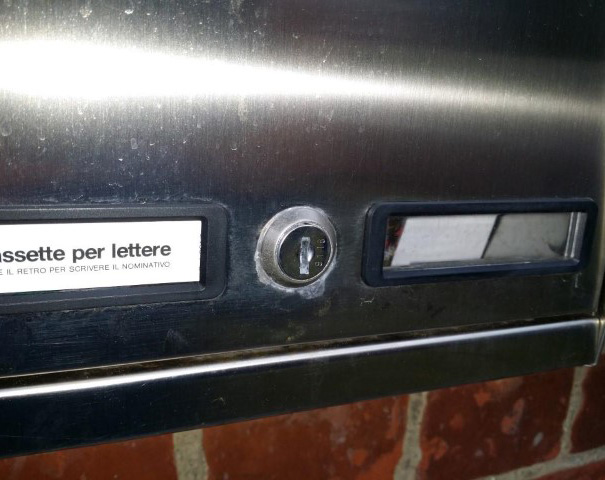 assette per lettere
E IL RETRO PER SCRIVERE IL NOMINATIVO